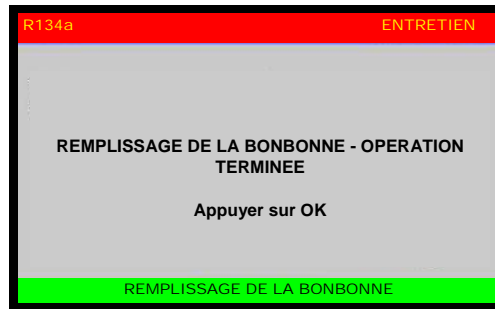 R134a ENTRETIEN
REMPLISSAGE DE LA BONBONNE - OPERATION
TERMINEE
Appuyer sur OK
REMPLISSAGE DE LA BONBONNE